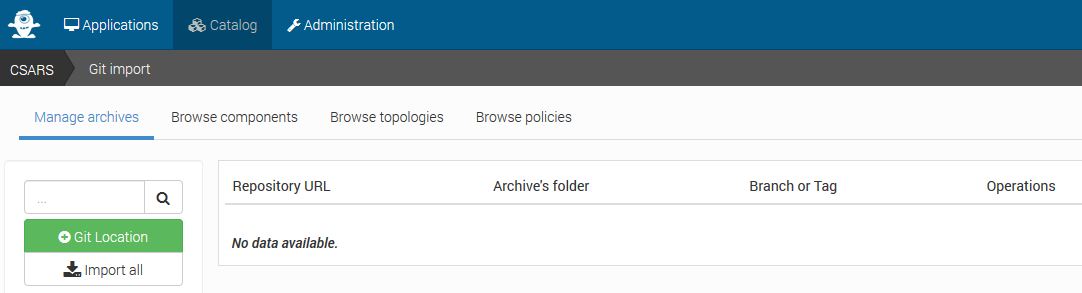 Applications Catalog Administration
CSARS Git import
Manage archives Browse components Browse topologies Browse policies
Repository URL Archive's folder Branch or Tag Operations
...
Git Location
No data available.
Import all